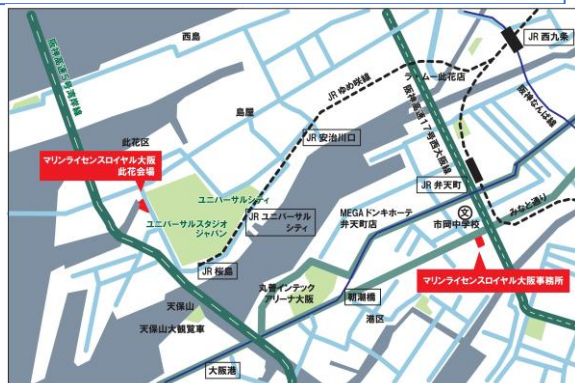 西島
JR 西九条
阪神高速5号湾岸線
JR ゆめ咲線
ラ・ムー此花店
阪神なんば線
島屋
阪神高速17号西大阪線
此花区
JR 安治川口
マリンライセンスロイヤル大阪
此花会場
JR 弁天町
みなと通り
ユニバーサルシティ
MEGAドンキホーテ
弁天町店
文
市岡中学校
ユニバーサルスタジオ
ジャパン
JR ユニバーサル
シティ
JR 桜島
マリンライセンスロイヤル大阪事務所
丸善インテック
アリーナ大阪
朝潮橋
天保山
港区
天保山大観覧車
大阪港